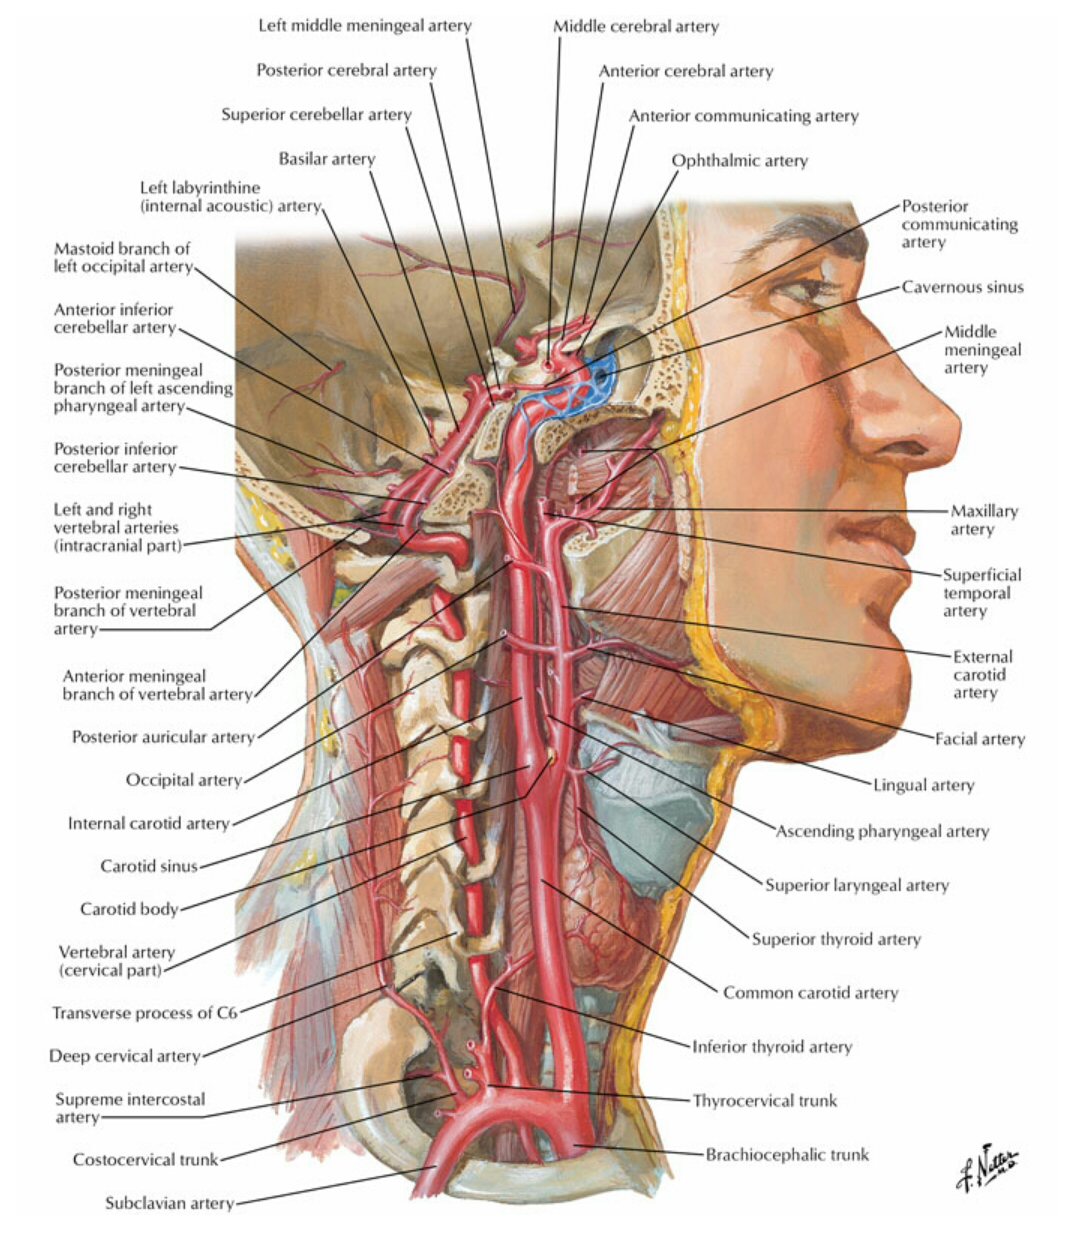 Left middle meningeal artery
Middle cerebral artery
Posterior cerebral artery
Anterior cerebral artery
Superior cerebellar artery
Anterior communicating artery
Basilar artery
Ophthalmic artery
Left labyrinthine
(internal acoustic) artery
Mastoid branch of
left occipital artery
Anterior inferior
cerebellar artery
Posterior meningeal
branch of left ascending
pharyngeal artery
Posterior inferior
cerebellar artery
Left and right
vertebral arteries
(intracranial part)
Posterior meningeal
branch of vertebral
artery
Anterior meningeal
branch of vertebral artery
Posterior auricular artery
Occipital artery
Internal carotid artery
Carotid sinus
Carotid body
Vertebral artery
(cervical part)
Transverse process of C6
Deep cervical artery
Supreme intercostal
artery
Costocervical trunk
Subclavian artery
Posterior
communicating
artery
Cavernous sinus
Middle
meningeal
artery
Maxillary
artery
Superficial
temporal
artery
External
carotid
artery
Facial artery
Lingual artery
Ascending pharyngeal artery
Superior laryngeal artery
Superior thyroid artery
Common carotid artery
Inferior thyroid artery
Thyrocervical trunk
Brachiocephalic trunk
F. Netter
M.D.